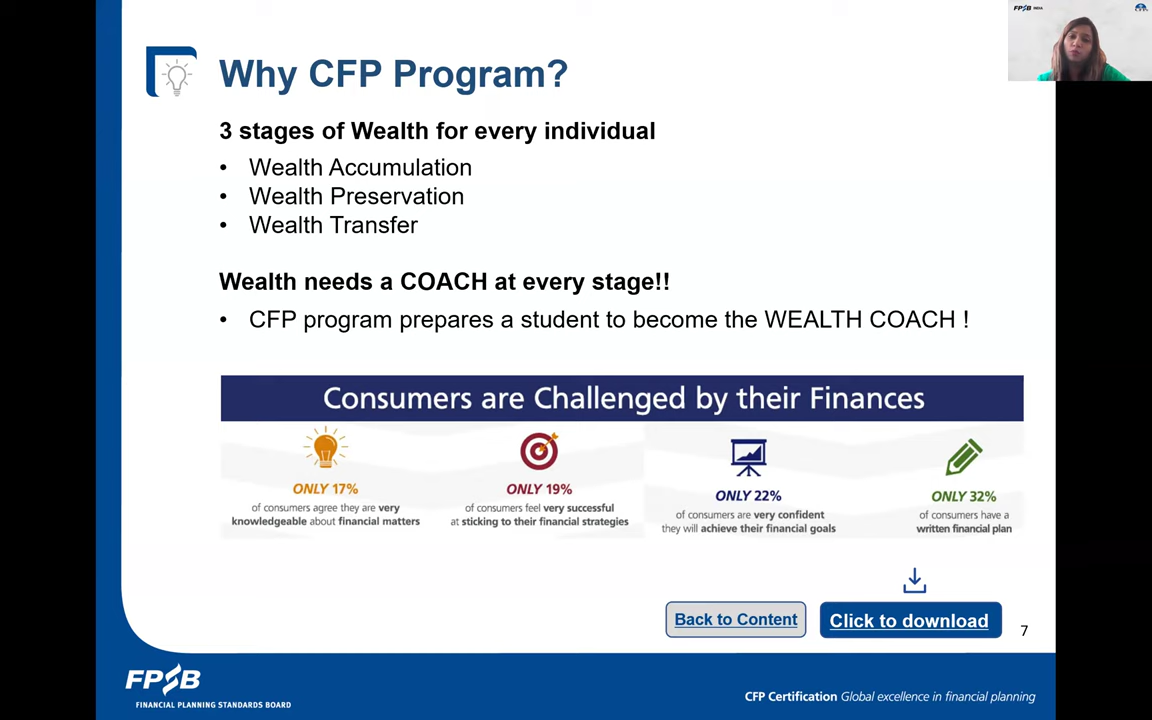 FPSB INDIA
Why CFP Program?
3 stages of Wealth for every individual
• Wealth Accumulation
• Wealth Preservation
• Wealth Transfer
Wealth needs a COACH at every stage!!
• CFP program prepares a student to become the WEALTH COACH !
Consumers are Challenged by their Finances
ONLY 17%
of consumers agree they are very
knowledgeable about financial matters
ONLY 19%
of consumers feel very successful
at sticking to their financial strategies
ONLY 22%
of consumers are very confident
they will achieve their financial goals
ONLY 32%
of consumers have a
written financial plan
Back to Content
Click to download
7
FPSB
FINANCIAL PLANNING STANDARDS BOARD
CFP Certification Global excellence in financial planning